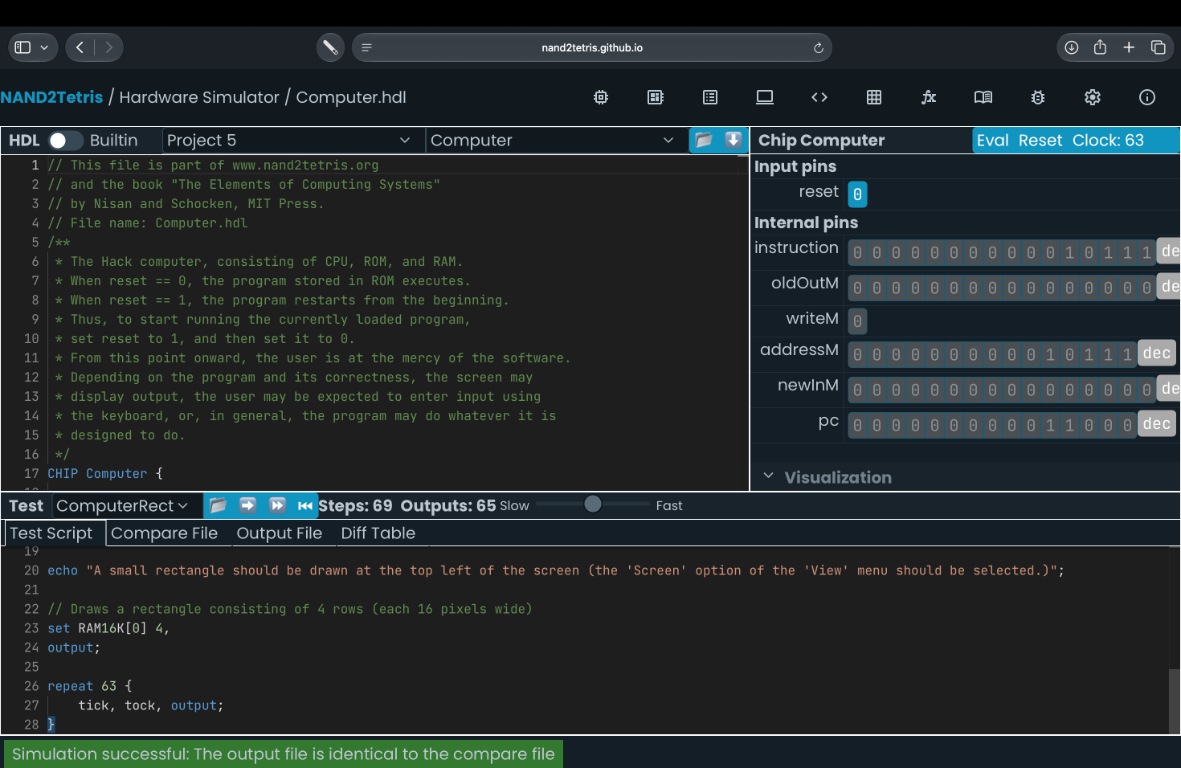 nand2tetris.github.io
NAND2Tetris / Hardware Simulator / Computer.hdl
HDL Builtin Project 5 Computer
1 // This file is part of www.nand2tetris.org
2 // and the book "The Elements of Computing Systems"
3 // by Nisan and Schocken, MIT Press.
4 // File name: Computer.hdl
5 /**
6 * The Hack computer, consisting of CPU, ROM, and RAM.
7 * When reset == 0, the program stored in ROM executes.
8 * When reset == 1, the program restarts from the beginning.
9 * Thus, to start running the currently loaded program,
10 * set reset to 1, and then set it to 0.
11 * From this point onward, the user is at the mercy of the software.
12 * Depending on the program and its correctness, the screen may
13 * display output, the user may be expected to enter input using
14 * the keyboard, or, in general, the program may do whatever it is
15 * designed to do.
16 */
17 CHIP Computer {
Chip Computer Eval Reset Clock: 63
Input pins
reset 0
Internal pins
instruction 0 0 0 0 0 0 0 0 0 0 0 1 0 1 1 1 de
oldOutM 0 0 0 0 0 0 0 0 0 0 0 0 0 0 0 0 de
writeM 0
addressM 0 0 0 0 0 0 0 0 0 0 1 0 1 1 1 dec
newInM 0 0 0 0 0 0 0 0 0 0 0 0 0 0 0 0 de
pc 0 0 0 0 0 0 0 0 0 0 1 1 0 0 0 dec
Visualization
Test ComputerRect Steps: 69 Outputs: 65 Slow Fast
Test Script Compare File Output File Diff Table
19
20 echo "A small rectangle should be drawn at the top left of the screen (the 'Screen' option of the 'View' menu should be selected.)";
21
22 // Draws a rectangle consisting of 4 rows (each 16 pixels wide)
23 set RAM16K[0] 4,
24 output;
25
26 repeat 63 {
27 tick, tock, output;
28 }
Simulation successful: The output file is identical to the compare file